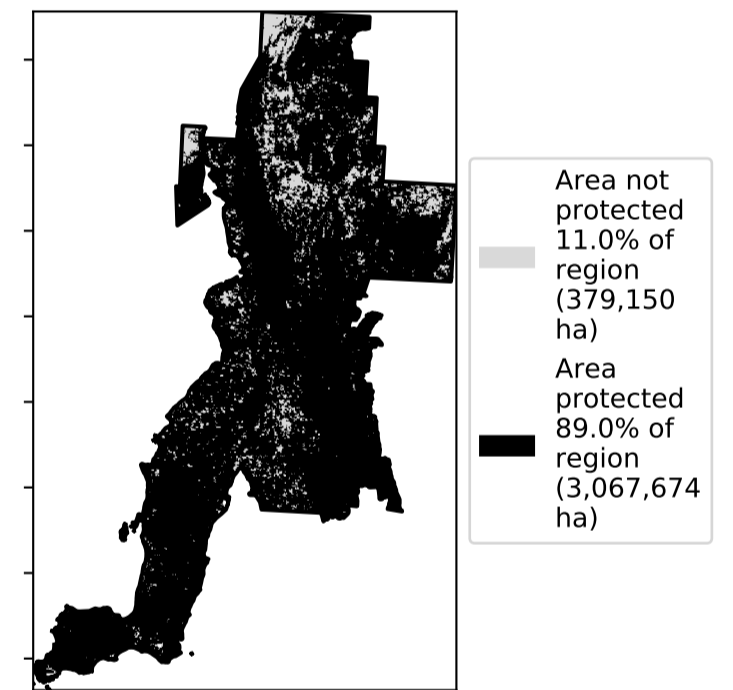 Area not
protected
11.0% of
region
(379,150
ha)
Area
protected
89.0% of
region
(3,067,674
ha)